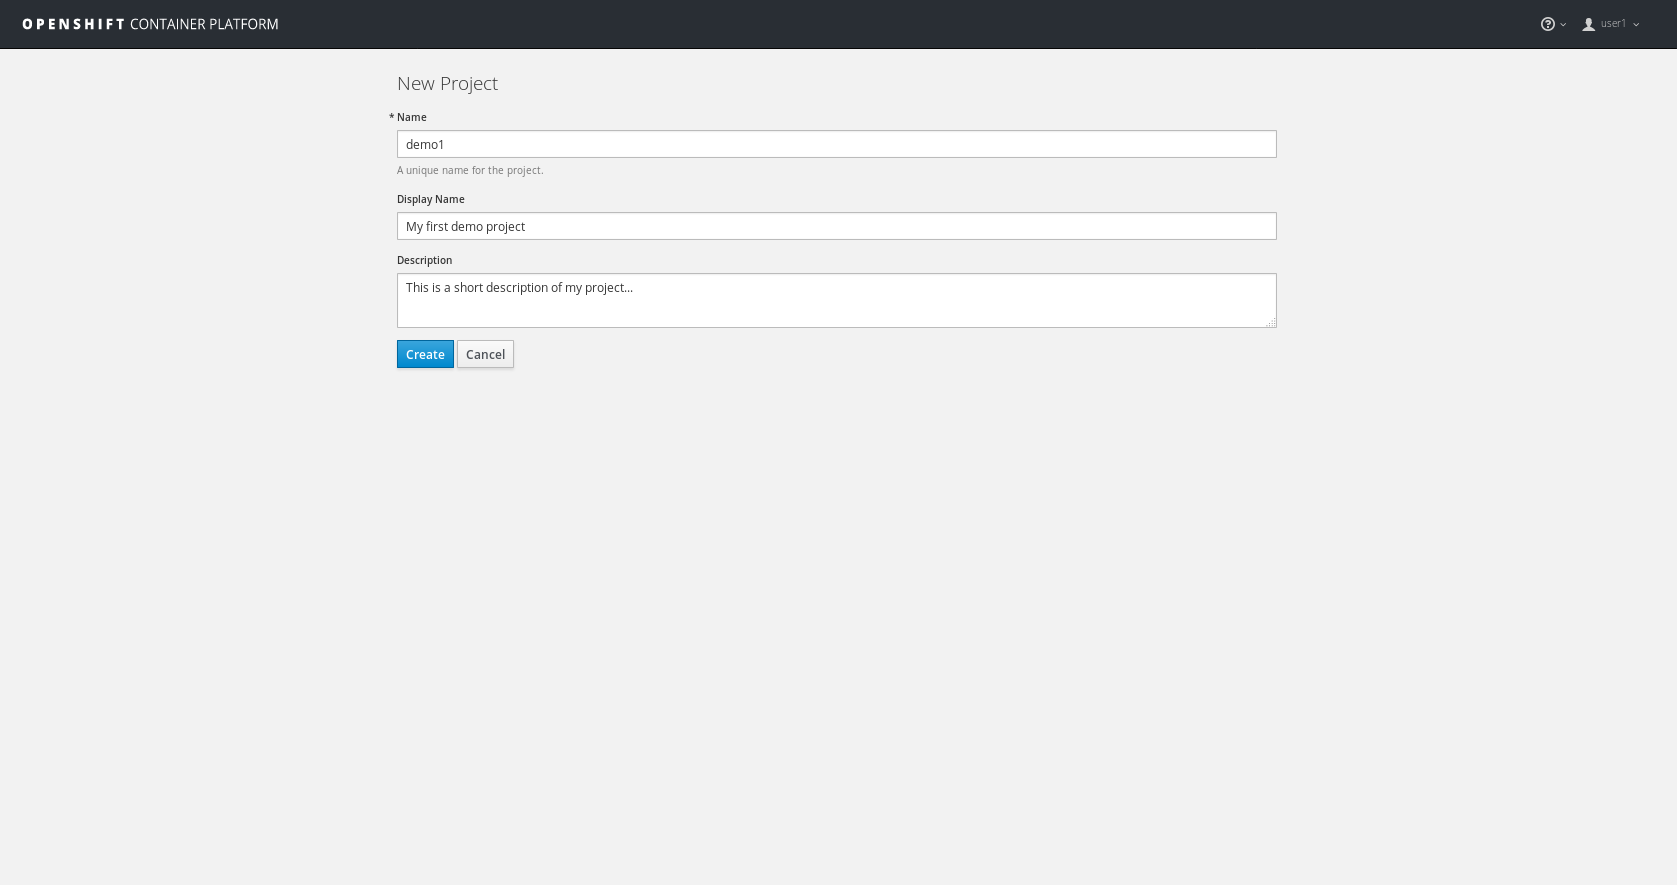 OPENSHIFT CONTAINER PLATFORM
user1
New Project
* Name
demo1
A unique name for the project.
Display Name
My first demo project
Description
This is a short description of my project...
Create Cancel